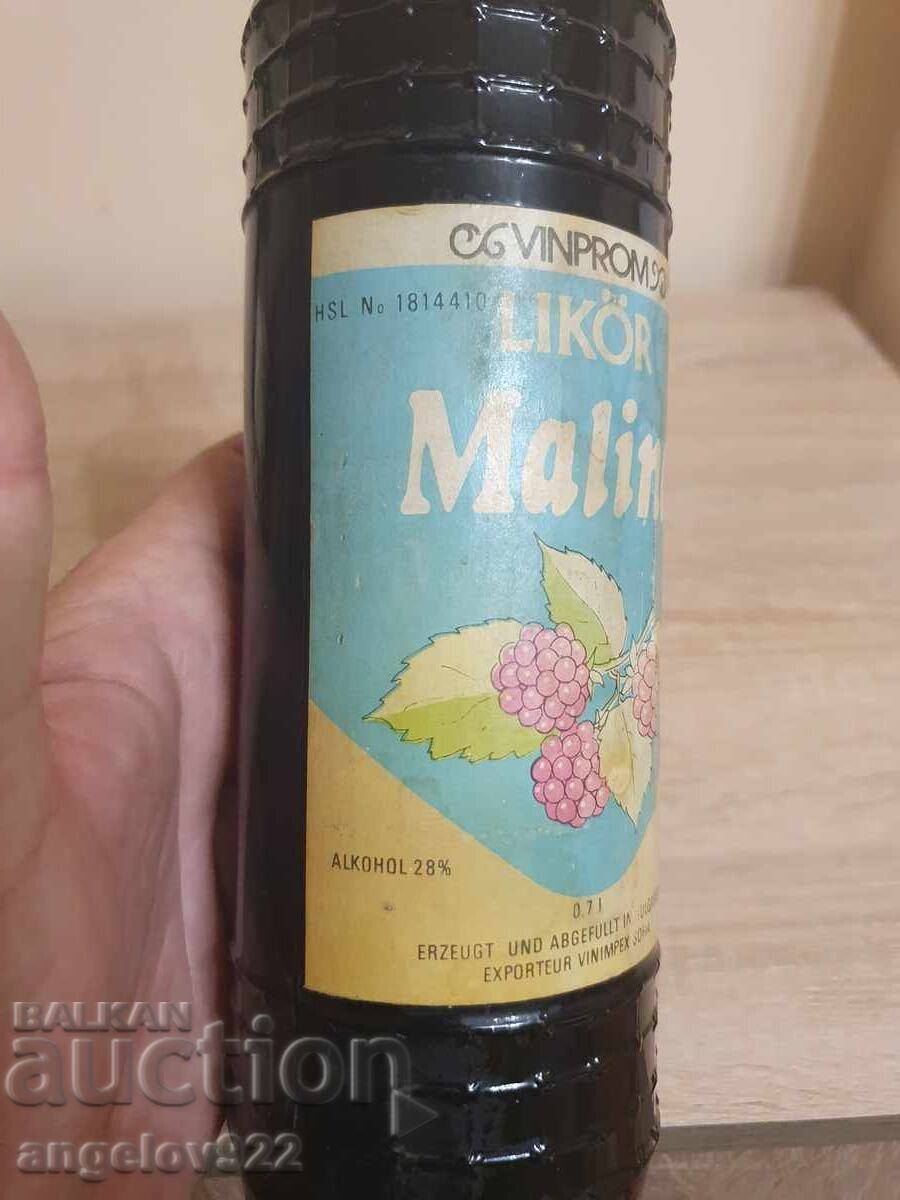 VINPROM
HSL No 1814410
LIKÖR
Malin
ALKOHOL 28%
0.7 l
ERZEUGT UND ABGEFÜLLT IN
EXPORTEUR VINIMPEX SOFIA
BALKAN
auction
angelov922